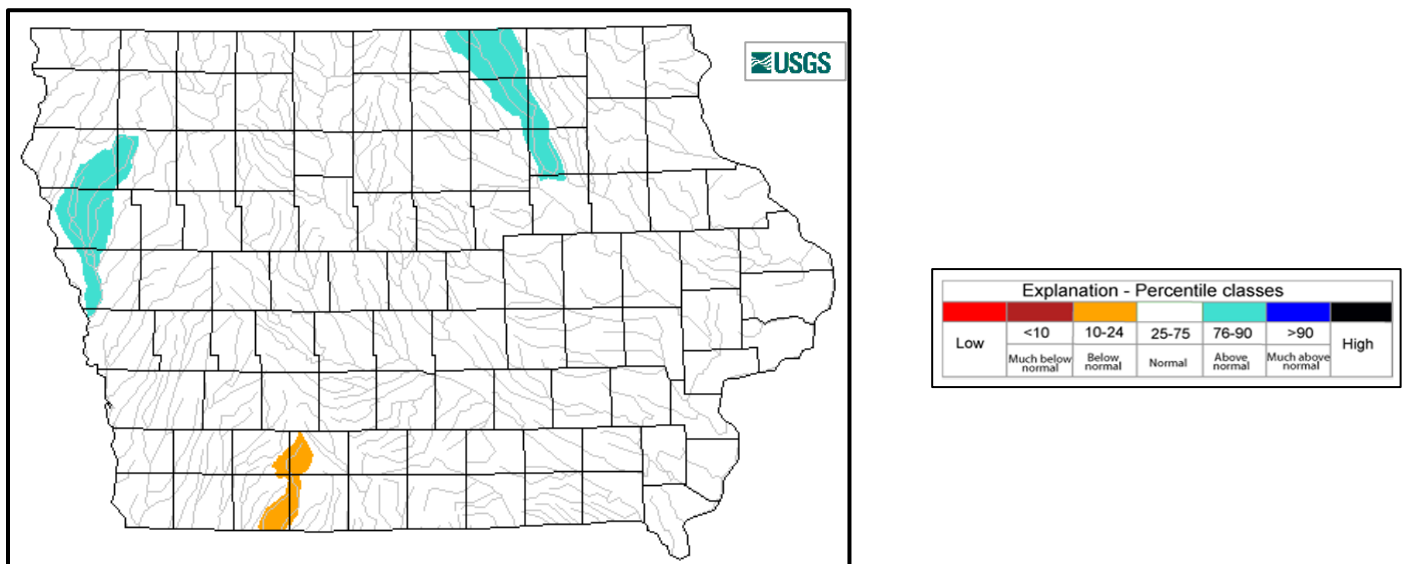 USGS
Explanation - Percentile classes
Low
<10
10-24
25-75
76-90
>90
High
Much below
normal
Below
normal
Normal
Above
normal
Much above
normal